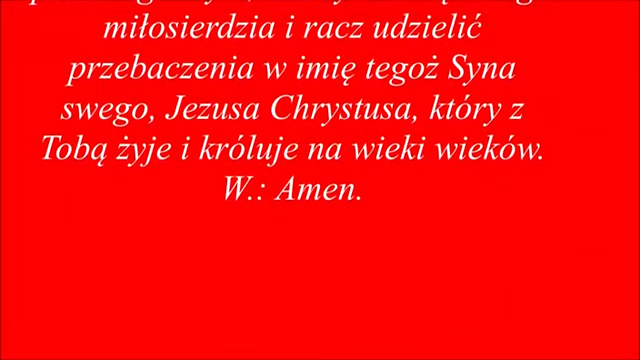 miłosierdzia i racz udzielić
przebaczenia w imię tegoż Syna
swego, Jezusa Chrystusa, który z
Tobą żyje i króluje na wieki wieków.
W.: Amen.